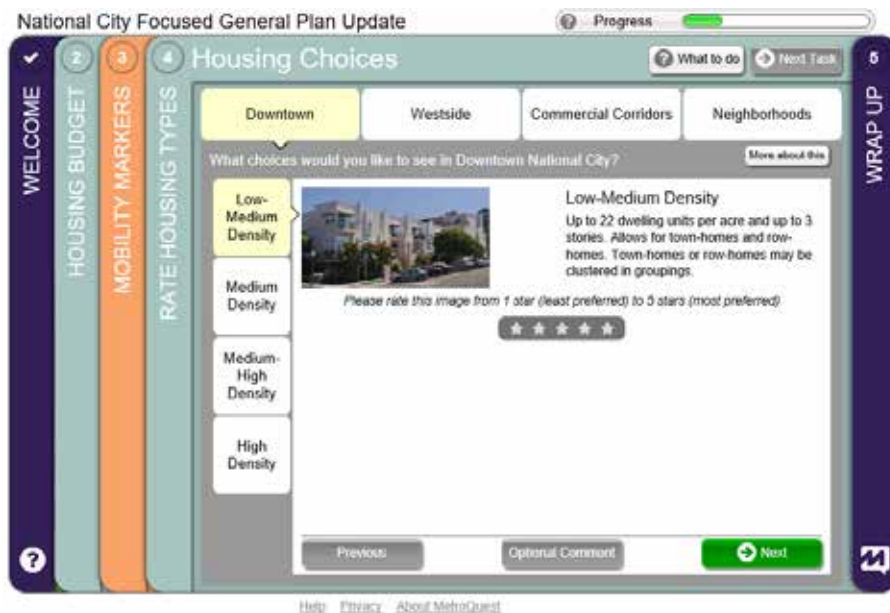 National City Focused General Plan Update
? Progress
WELCOME
2
HOUSING BUDGET
3
MOBILITY MARKERS
4
RATE HOUSING TYPES
Housing Choices
? What to do
Next Task
5
WRAP UP
Downtown
Westside
Commercial Corridors
Neighborhoods
What choices would you like to see in Downtown National City?
More about this
Low-
Medium
Density
Medium
Density
Medium-
High
Density
High
Density
Low-Medium Density
Up to 22 dwelling units per acre and up to 3
stories. Allows for town-homes and row-
homes. Town-homes or row-homes may be
clustered in groupings.
Please rate this image from 1 star (least preferred) to 5 stars (most preferred)
Previous
Optional Comment
Next
?
Help Privacy About MetroQuest